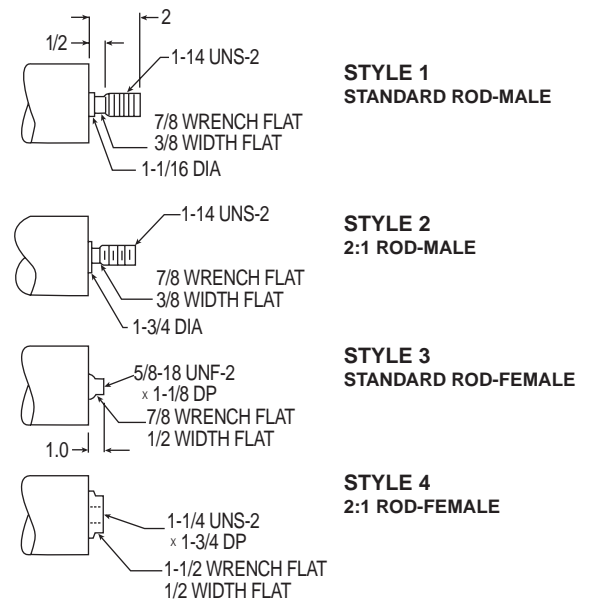 2
1/2
1-14 UNS-2
7/8 WRENCH FLAT
3/8 WIDTH FLAT
1-1/16 DIA
STYLE 1
STANDARD ROD-MALE
1-14 UNS-2
7/8 WRENCH FLAT
3/8 WIDTH FLAT
1-3/4 DIA
STYLE 2
2:1 ROD-MALE
5/8-18 UNF-2
x 1-1/8 DP
7/8 WRENCH FLAT
1/2 WIDTH FLAT
1.0
STYLE 3
STANDARD ROD-FEMALE
1-1/4 UNS-2
x 1-3/4 DP
1-1/2 WRENCH FLAT
1/2 WIDTH FLAT
STYLE 4
2:1 ROD-FEMALE